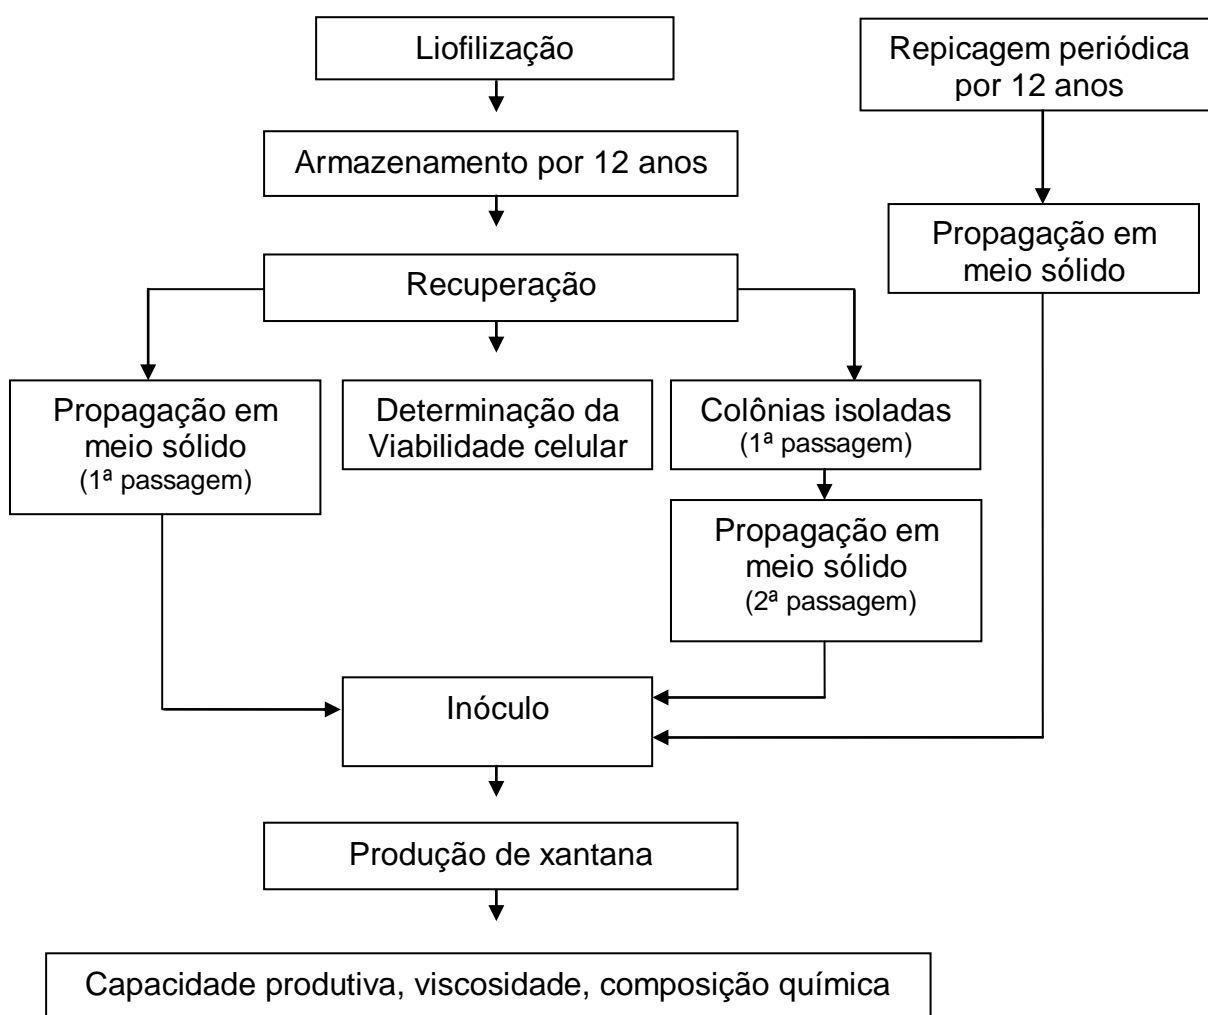 Liofilização
Repicagem periódica
por 12 anos
Armazenamento por 12 anos
Propagação em
meio sólido
Recuperação
Propagação em
meio sólido
(1ª passagem)
Determinação da
Viabilidade celular
Colônias isoladas
(1ª passagem)
Propagação em
meio sólido
(2ª passagem)
Inóculo
Produção de xantana
Capacidade produtiva, viscosidade, composição química